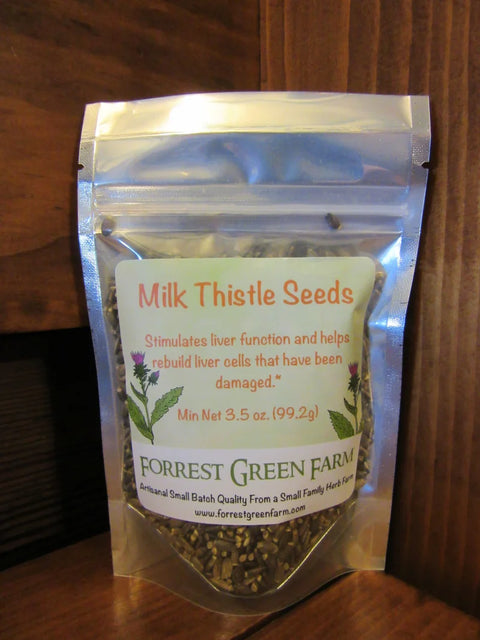 Milk Thistle Seeds
Stimulates liver function and helps
rebuild liver cells that have been
damaged.*
Min Net 3.5 oz. (99.2g)
FORREST GREEN FARM
Artisanal Small Batch Quality From a Small Family Herb Farm
www.forrestgreenfarm.com